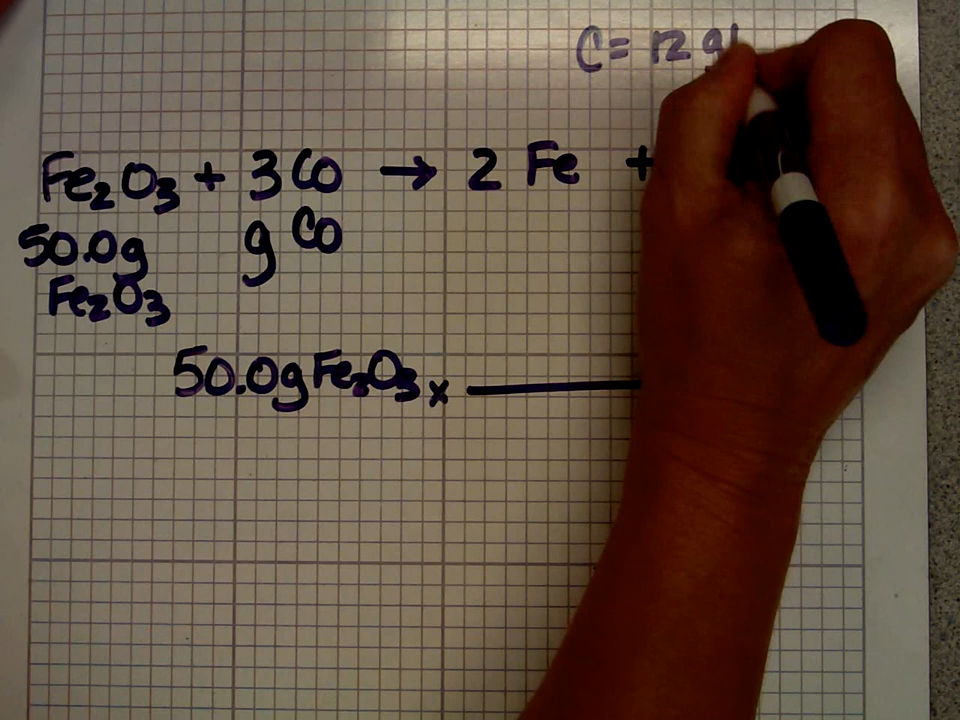 C = 12 g/
Fe₂O₃ + 3 CO → 2 Fe +
50.0g g CO
Fe₂O₃
50.0g Fe₂O₃ x